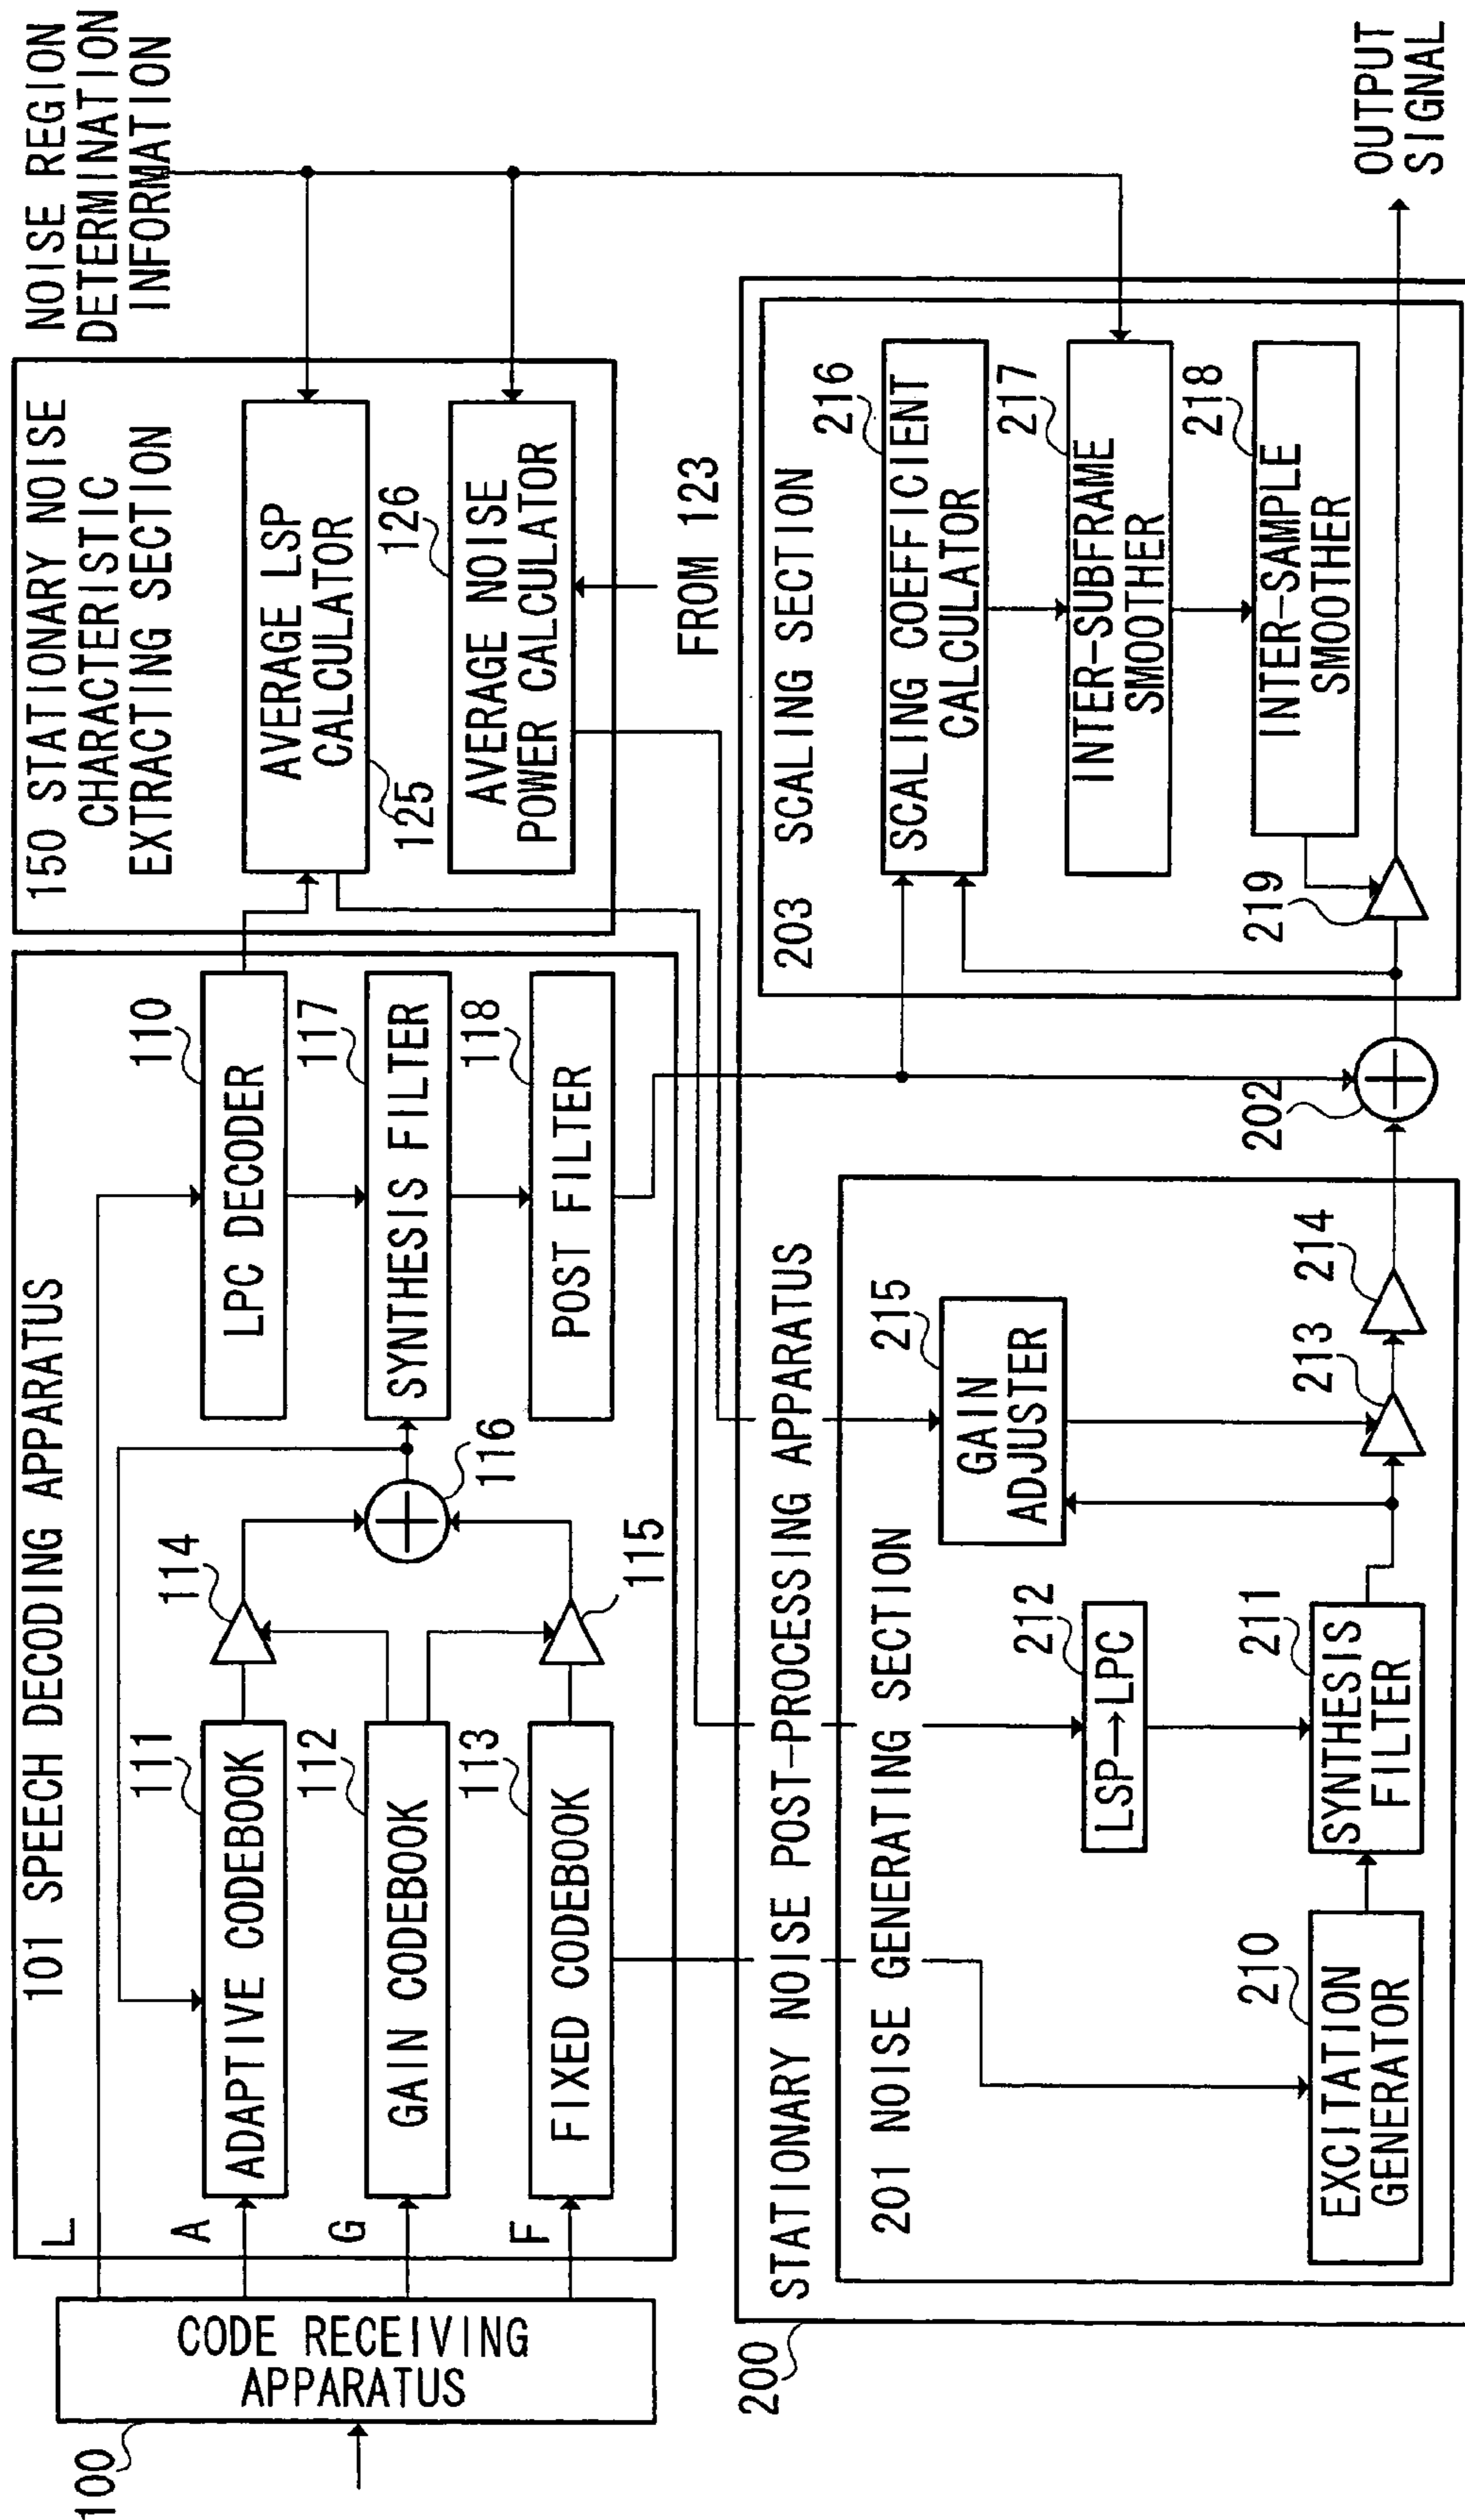 100
CODE RECEIVING
APPARATUS
L
A
G
F
101 SPEECH DECODING APPARATUS
111
ADAPTIVE CODEBOOK
112
GAIN CODEBOOK
113
FIXED CODEBOOK
114
115
116
110
LPC DECODER
117
SYNTHESIS FILTER
118
POST FILTER
150 STATIONARY NOISE
CHARACTERISTIC
EXTRACTING SECTION
AVERAGE LSP
CALCULATOR
125
126
AVERAGE NOISE
POWER CALCULATOR
FROM 123
NOISE REGION
DETERMINATION
INFORMATION
200
STATIONARY NOISE POST-PROCESSING APPARATUS
201 NOISE GENERATING SECTION
210
EXCITATION
GENERATOR
212
LSP→LPC
211
SYNTHESIS
FILTER
215
GAIN
ADJUSTER
213
214
202
203 SCALING SECTION
216
SCALING COEFFICIENT
CALCULATOR
217
INTER-SUBFRAME
SMOOTHER
218
INTER-SAMPLE
SMOOTHER
219
OUTPUT
SIGNAL